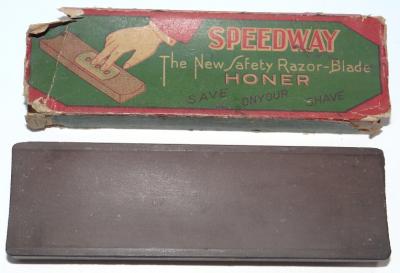 SPEEDWAY
The New Safety Razor-Blade
HONER
SAVE ON YOUR SHAVE